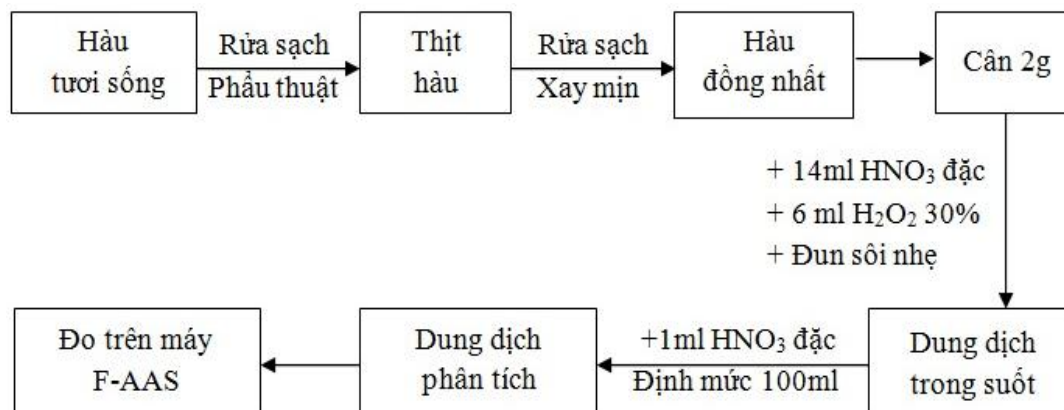 Hàu
tươi sống
Rửa sạch
Phẩu thuật
Thịt
hàu
Rửa sạch
Xay mịn
Hàu
đồng nhất
Cân 2g
+ 14ml HNO₃ đặc
+ 6 ml H₂O₂ 30%
+ Đun sôi nhẹ
Dung dịch
trong suốt
+1ml HNO₃ đặc
Định mức 100ml
Dung dịch
phân tích
Đo trên máy
F-AAS